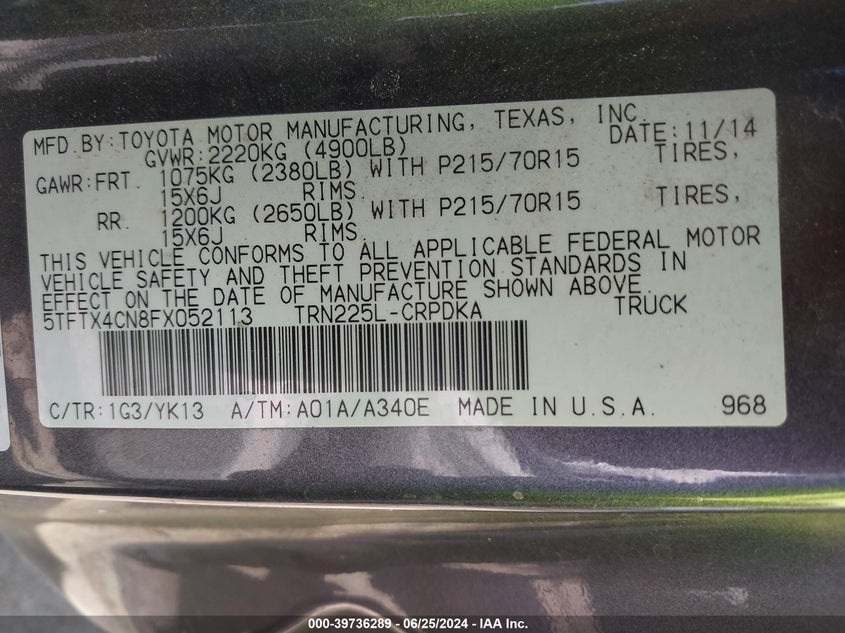 MFD.BY:TOYOTA MOTOR MANUFACTURING, TEXAS, INC.
GVWR:2220KG (4900LB) DATE:11/14
GAWR:FRT. 1075KG (2380LB) WITH P215/70R15 TIRES,
15X6J RIMS
RR. 1200KG (2650LB) WITH P215/70R15 TIRES,
15X6J RIMS
THIS VEHICLE CONFORMS TO ALL APPLICABLE FEDERAL MOTOR
VEHICLE SAFETY AND THEFT PREVENTION STANDARDS IN
EFFECT ON THE DATE OF MANUFACTURE SHOWN ABOVE.
5TFTX4CN8FX052113 TRN225L-CRPDKA TRUCK
C/TR:1G3/YK13 A/TM:A01A/A340E MADE IN U.S.A. 968
000-39736289 - 06/25/2024 - IAA Inc.